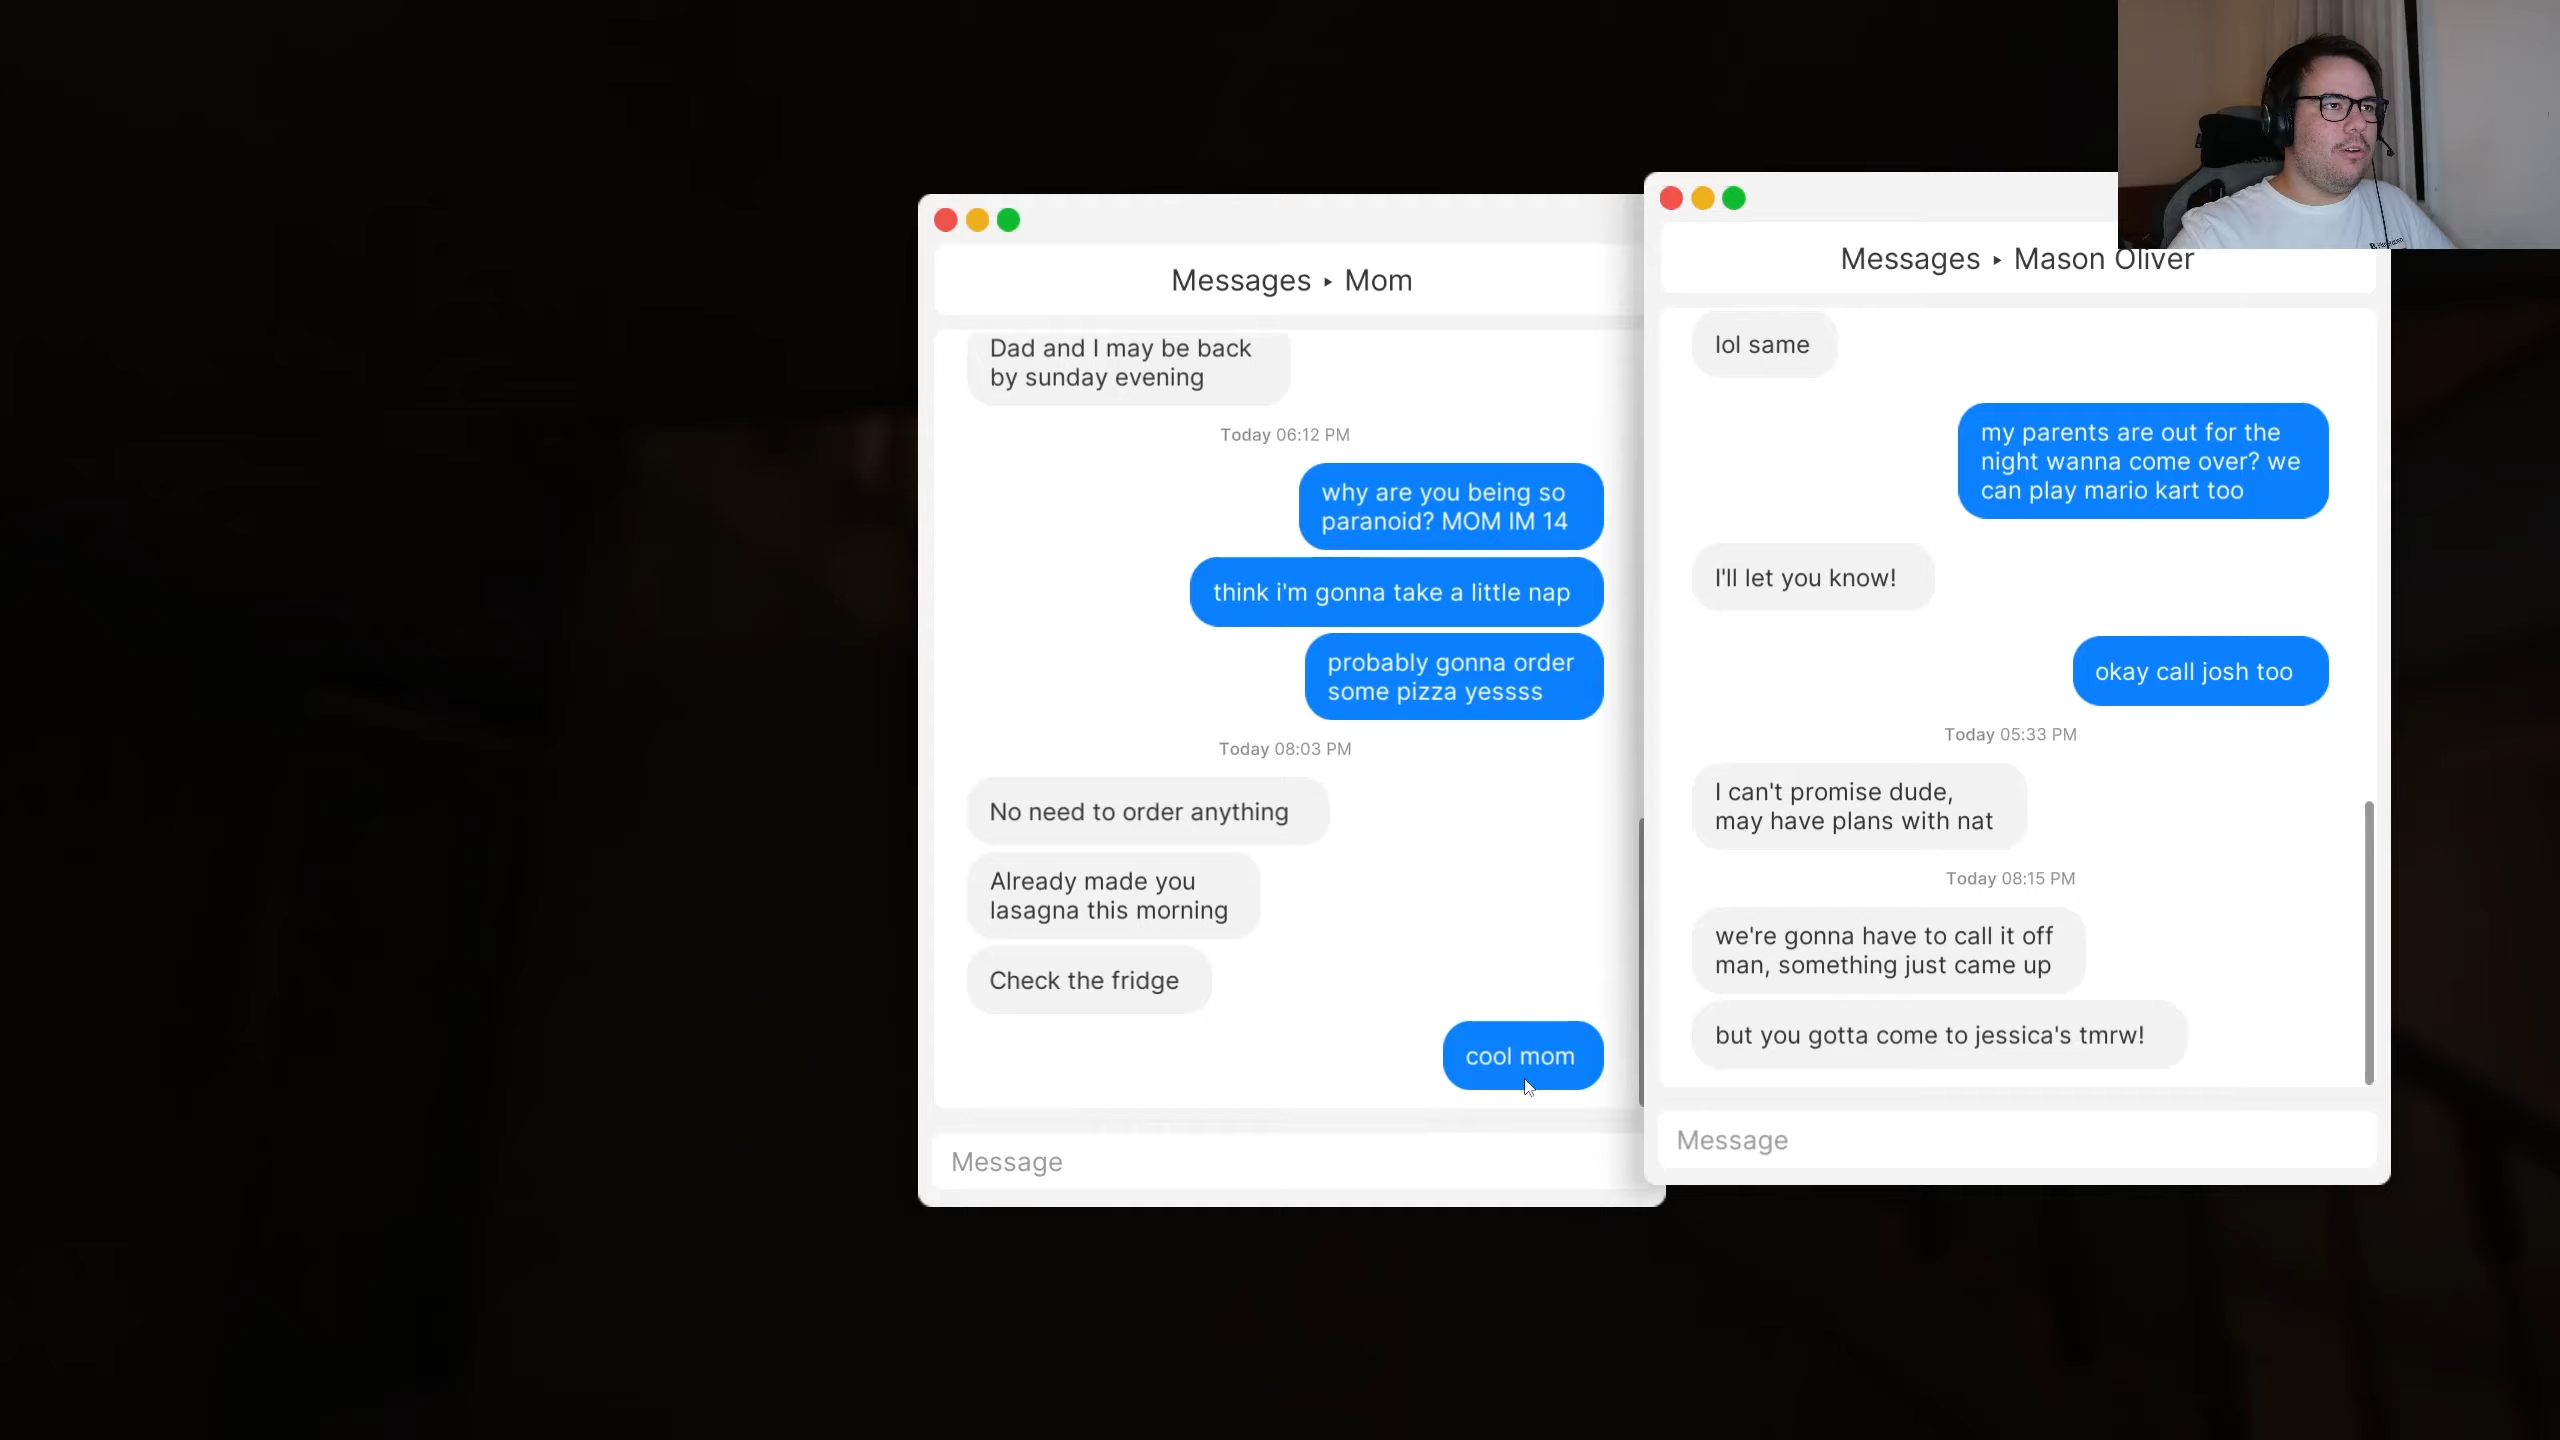 Messages ▸ Mom
Dad and I may be back
by sunday evening
Today 06:12 PM
why are you being so
paranoid? MOM IM 14
think i'm gonna take a little nap
probably gonna order
some pizza yessss
Today 08:03 PM
No need to order anything
Already made you
lasagna this morning
Check the fridge
cool mom
Message
Messages ▸ Mason Oliver
lol same
my parents are out for the
night wanna come over? we
can play mario kart too
I'll let you know!
okay call josh too
Today 05:33 PM
I can't promise dude,
may have plans with nat
Today 08:15 PM
we're gonna have to call it off
man, something just came up
but you gotta come to jessica's tmrw!
Message